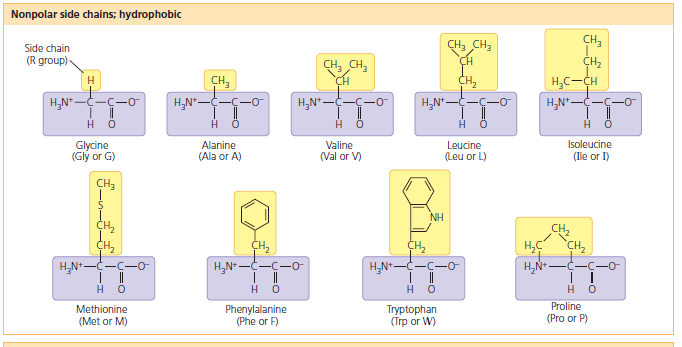 Nonpolar side chains; hydrophobic
Side chain
(R group)
H
H₃N⁺—C—C—O⁻
H O
Glycine
(Gly or G)
CH₃
H₃N⁺—C—C—O⁻
H O
Alanine
(Ala or A)
CH₃ CH₃
CH
H₃N⁺—C—C—O⁻
H O
Valine
(Val or V)
CH₃ CH₃
CH
CH₂
H₃N⁺—C—C—O⁻
H O
Leucine
(Leu or L)
CH₃
CH₂
H₃C—CH
H₃N⁺—C—C—O⁻
H O
Isoleucine
(Ile or I)
CH₃
S
CH₂
CH₂
H₃N⁺—C—C—O⁻
H O
Methionine
(Met or M)
CH₂
H₃N⁺—C—C—O⁻
H O
Phenylalanine
(Phe or F)
NH
CH₂
H₃N⁺—C—C—O⁻
H O
Tryptophan
(Trp or W)
CH₂
H₂C CH₂
H₂N⁺—C—C—O⁻
H O
Proline
(Pro or P)